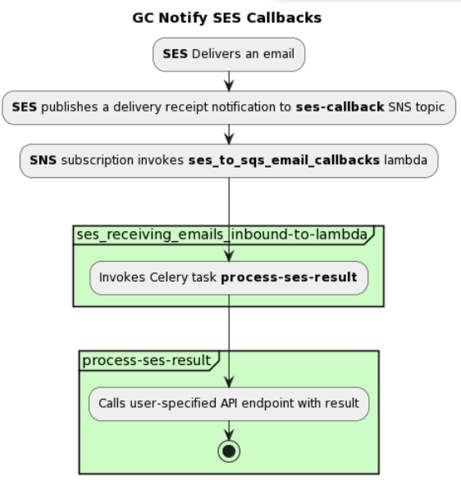 GC Notify SES Callbacks
SES Delivers an email
SES publishes a delivery receipt notification to ses-callback SNS topic
SNS subscription invokes ses_to_sqs_email_callbacks lambda
ses_receiving_emails_inbound-to-lambda
Invokes Celery task process-ses-result
process-ses-result
Calls user-specified API endpoint with result